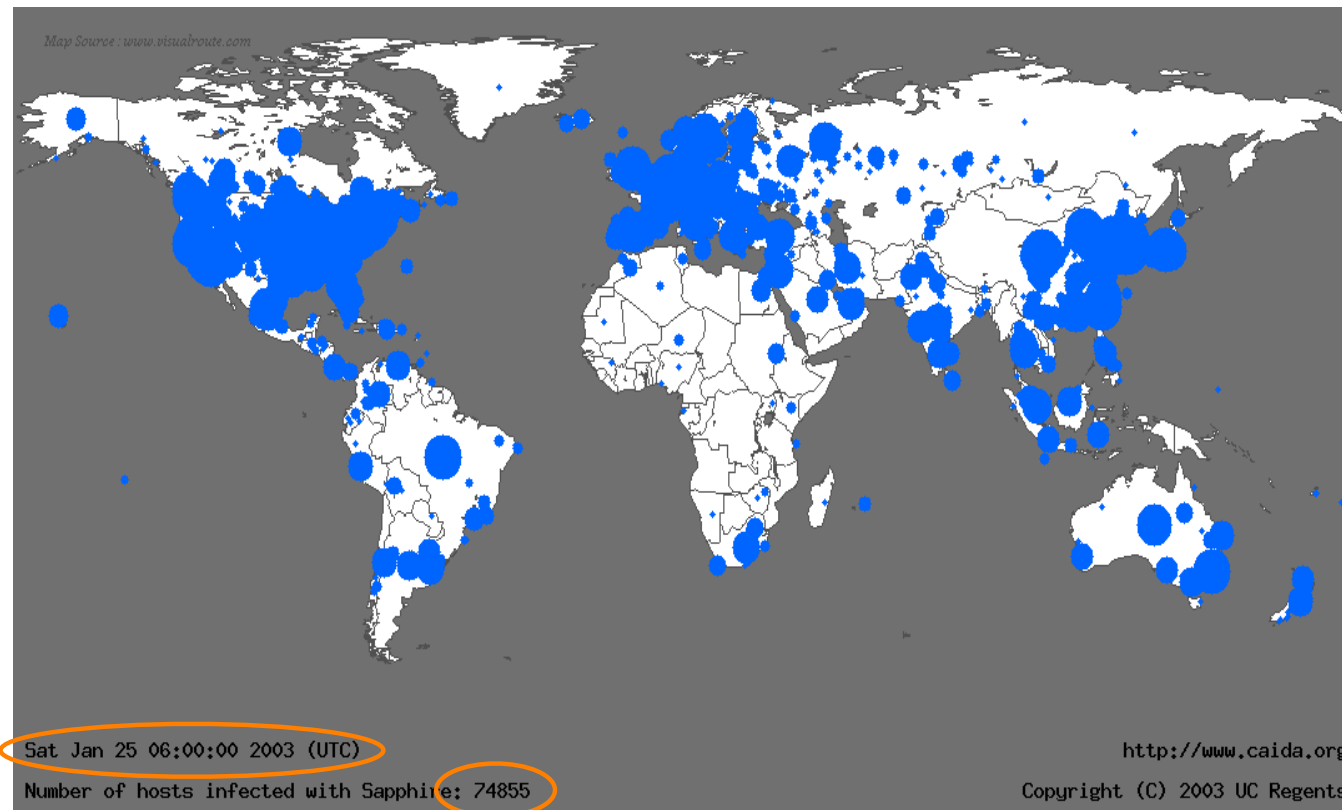 Map Source : www.visualroute.com
Sat Jan 25 06:00:00 2003 (UTC)
http://www.caida.org
Number of hosts infected with Sapphire: 74855
Copyright (C) 2003 UC Regents